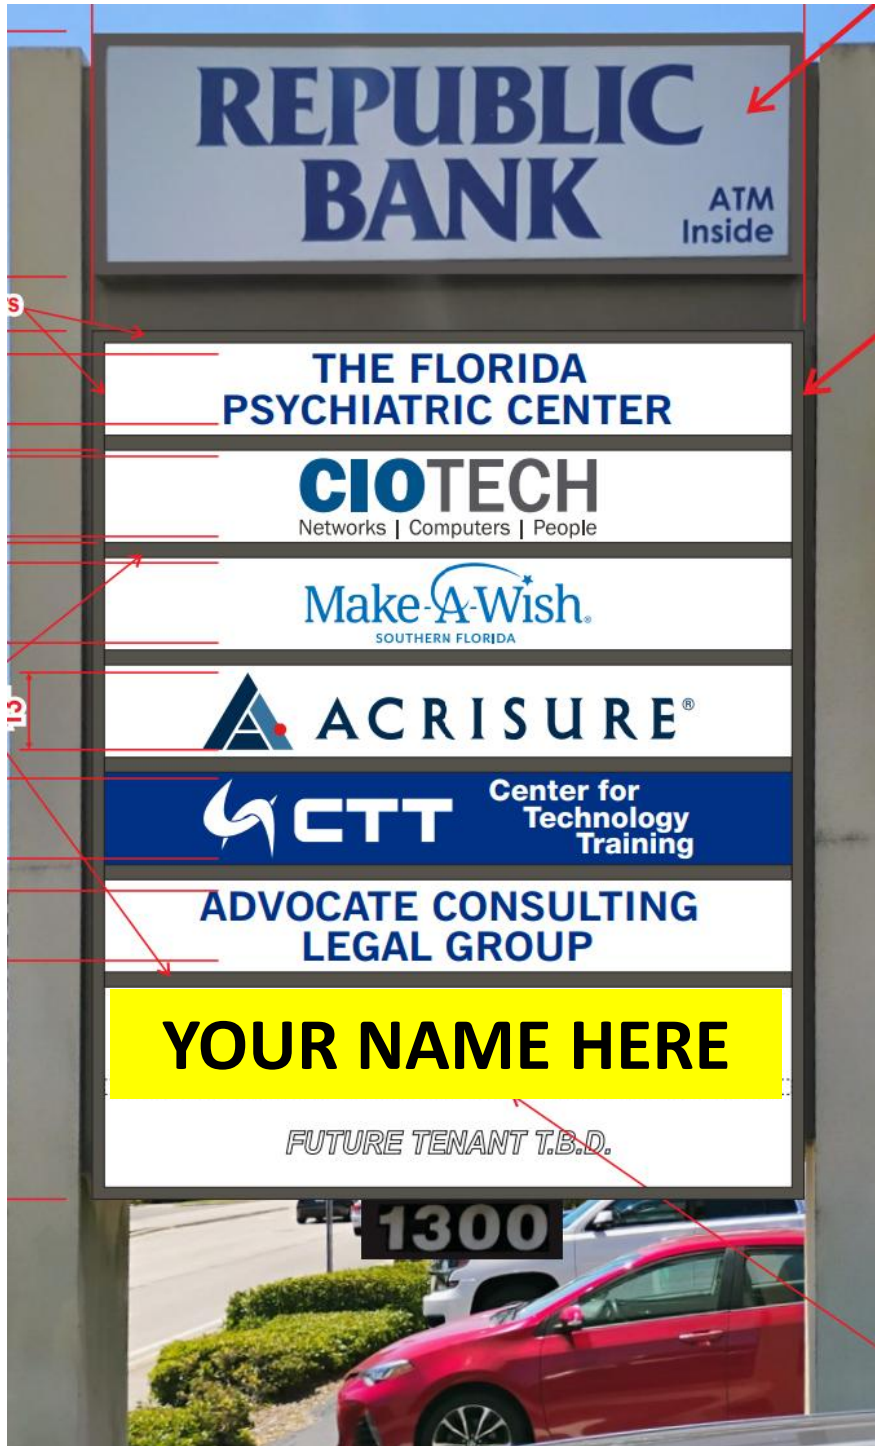 REPUBLIC
BANK
ATM
Inside
THE FLORIDA
PSYCHIATRIC CENTER
CIOTECH
Networks | Computers | People
Make-A-Wish®
SOUTHERN FLORIDA
ACRISURE®
13
CTT
Center for
Technology
Training
ADVOCATE CONSULTING
LEGAL GROUP
YOUR NAME HERE
FUTURE TENANT T.B.D.
1300